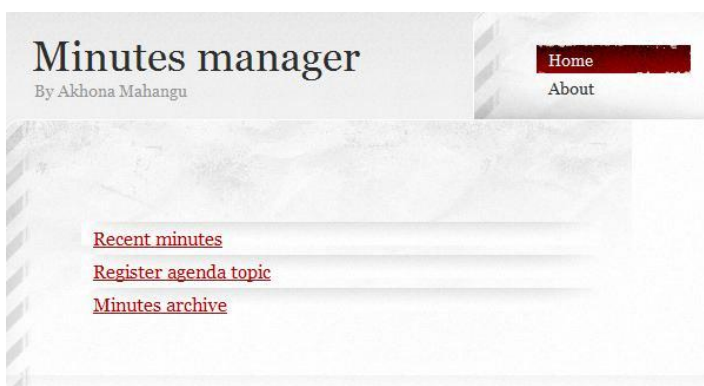 Minutes manager
By Akhona Mahangu
Home
About
Recent minutes
Register agenda topic
Minutes archive